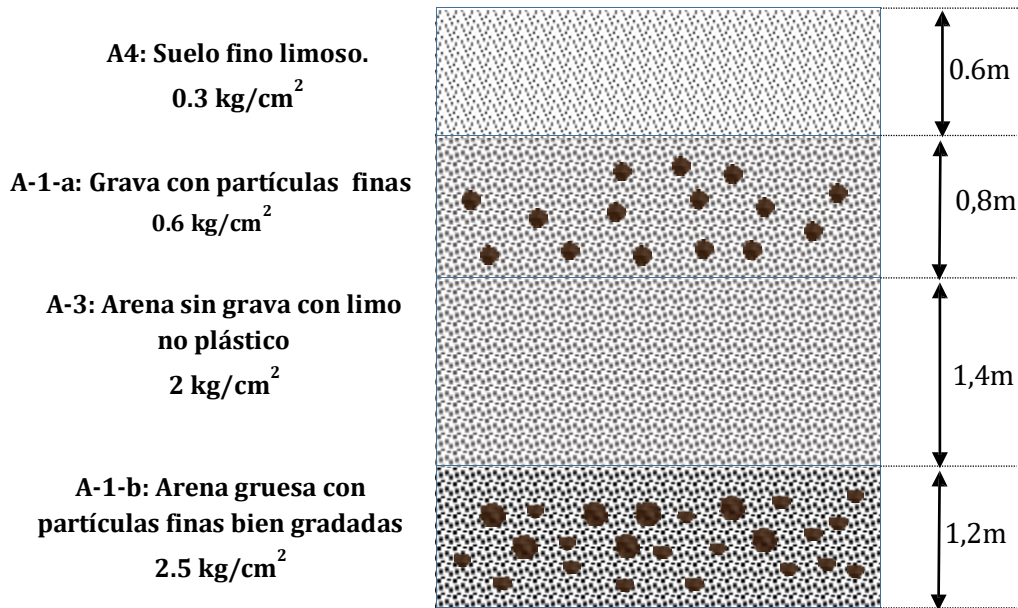 A4: Suelo fino limoso.
0.3 kg/cm²
0.6m
A-1-a: Grava con partículas finas
0.6 kg/cm²
0,8m
A-3: Arena sin grava con limo
no plástico
2 kg/cm²
1,4m
A-1-b: Arena gruesa con
partículas finas bien gradadas
2.5 kg/cm²
1,2m